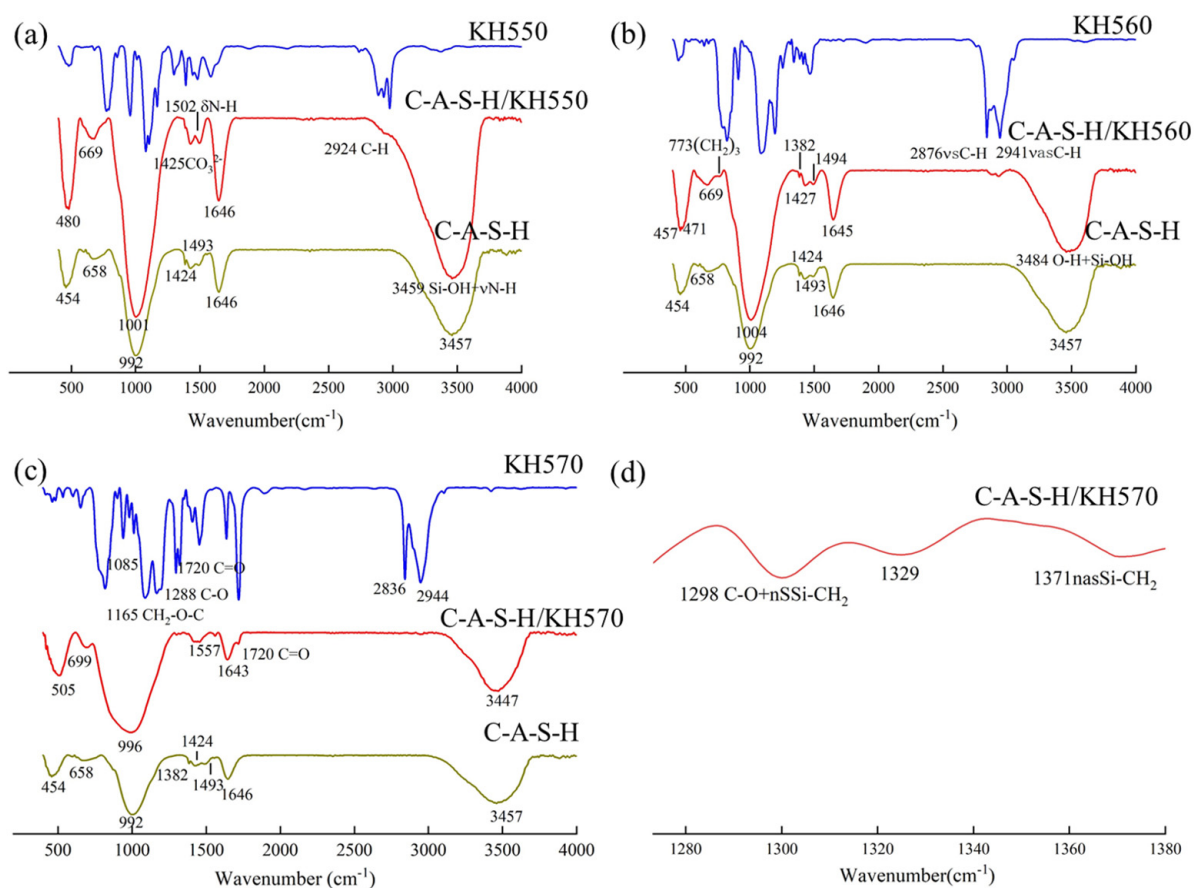 (a)
KH550
C-A-S-H/KH550
1502 δN-H
669
1425CO₃²⁻
2924 C-H
480
1646
C-A-S-H
1493
658
1424
454
3459 Si-OH+νN-H
1646
1001
3457
992
500 1000 1500 2000 2500 3000 3500 4000
Wavenumber(cm⁻¹)
(b)
KH560
C-A-S-H/KH560
773(CH₂)₃
1382
1494
2876νsC-H
2941νasC-H
669
1427
457
471
1645
C-A-S-H
3484 O-H+Si-OH
1424
658
1493
454
1646
1004
3457
992
500 1000 1500 2000 2500 3000 3500 4000
Wavenumber(cm⁻¹)
(c)
KH570
1085
1720 C=O
1288 C-O
2836
2944
1165 CH₂-O-C
C-A-S-H/KH570
699
1557
1643
1720 C=O
505
3447
996
C-A-S-H
1424
658
1382
454
1493
1646
3457
992
500 1000 1500 2000 2500 3000 3500 4000
Wavenumber (cm⁻¹)
(d)
C-A-S-H/KH570
1329
1371nasSi-CH₂
1298 C-O+nSSi-CH₂
1280 1300 1320 1340 1360 1380
Wavenumber (cm⁻¹)